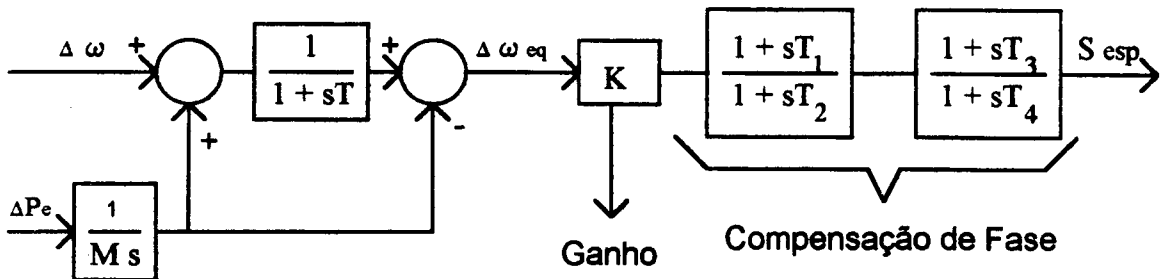 Δ ω
+
1
1 + sT
+
-
Δ ω eq
K
1 + sT1
1 + sT2
1 + sT3
1 + sT4
S esp
+
ΔPe
1
M s
Ganho
Compensação de Fase